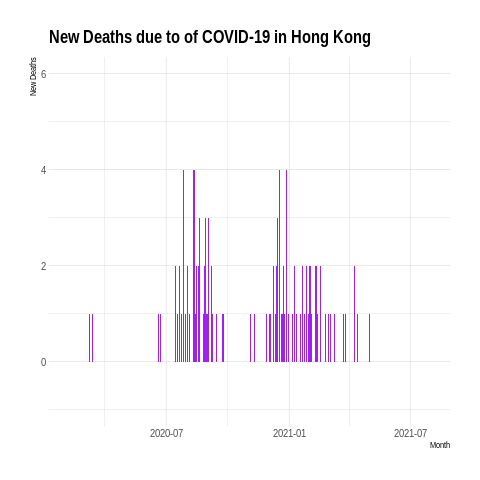 New Deaths due to of COVID-19 in Hong Kong
New Deaths
6
4
2
0
2020-07
2021-01
2021-07
Month